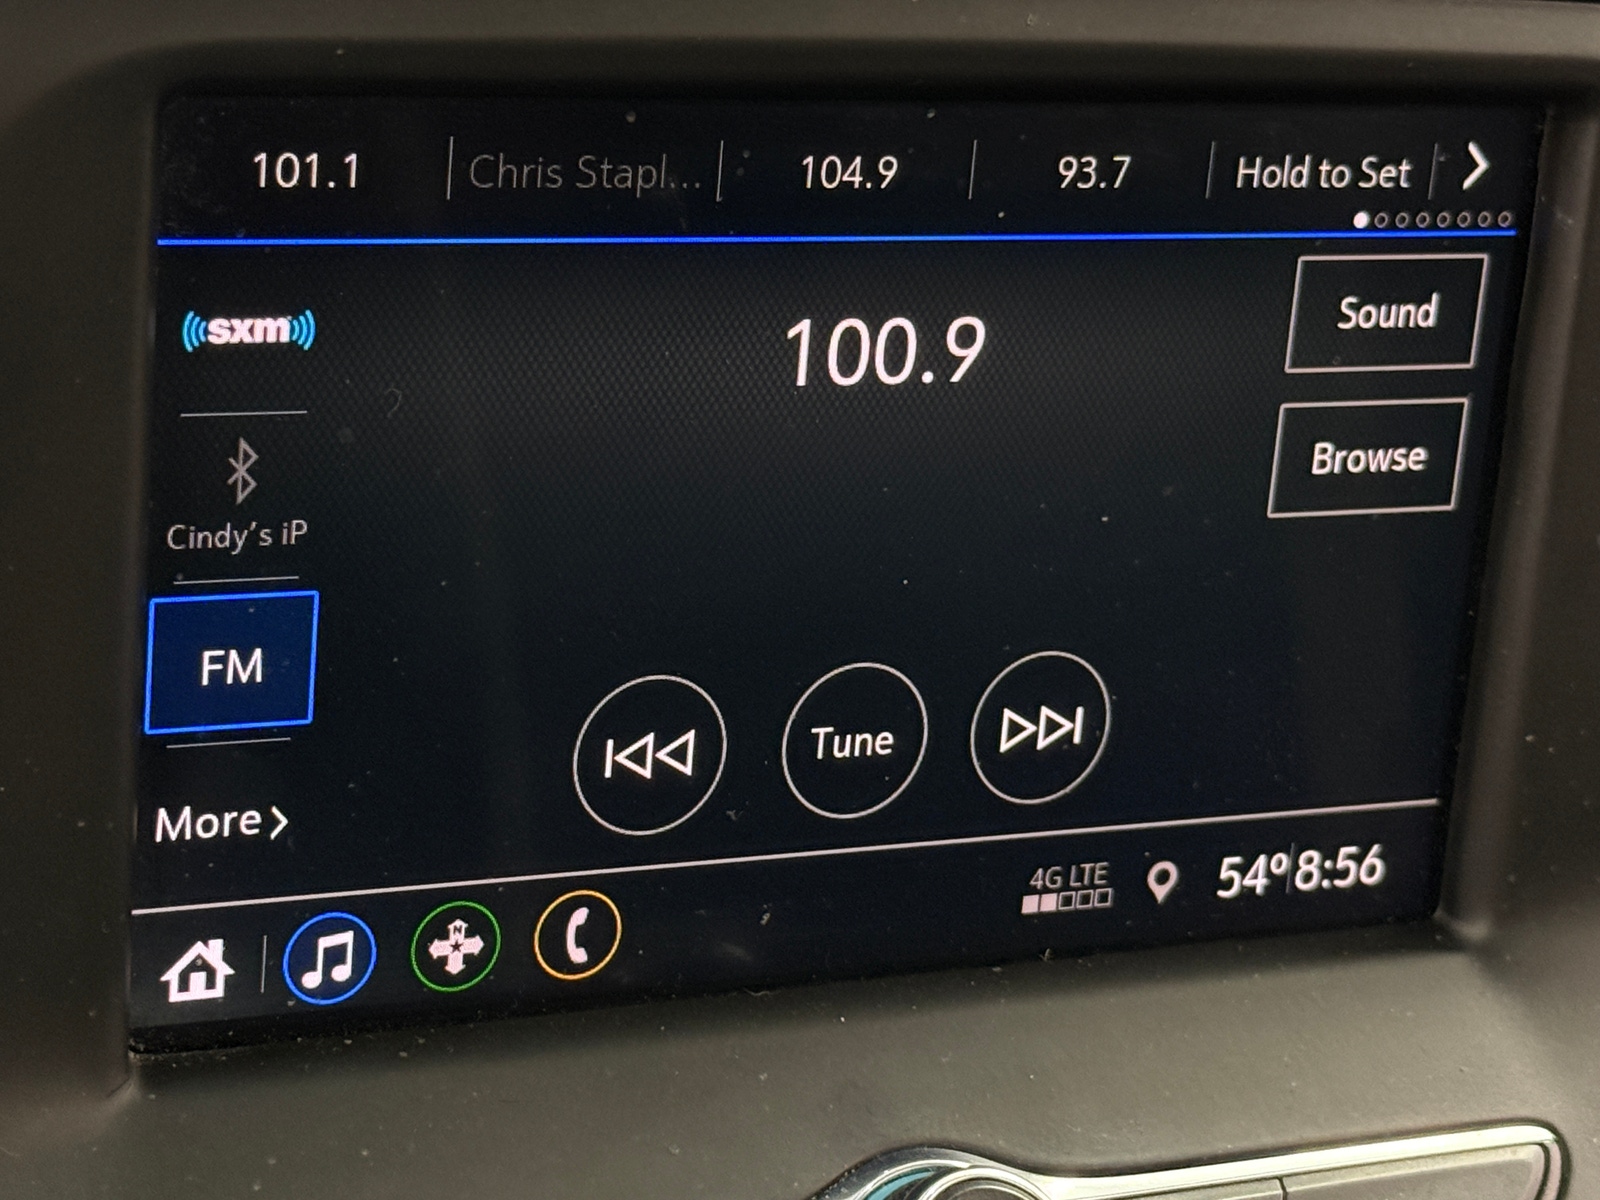 101.1
Chris Stapl...
104.9
93.7
Hold to Set
sxm
100.9
Sound
Browse
Cindy's iP
FM
Tune
More
4G LTE
54° 8:56
N